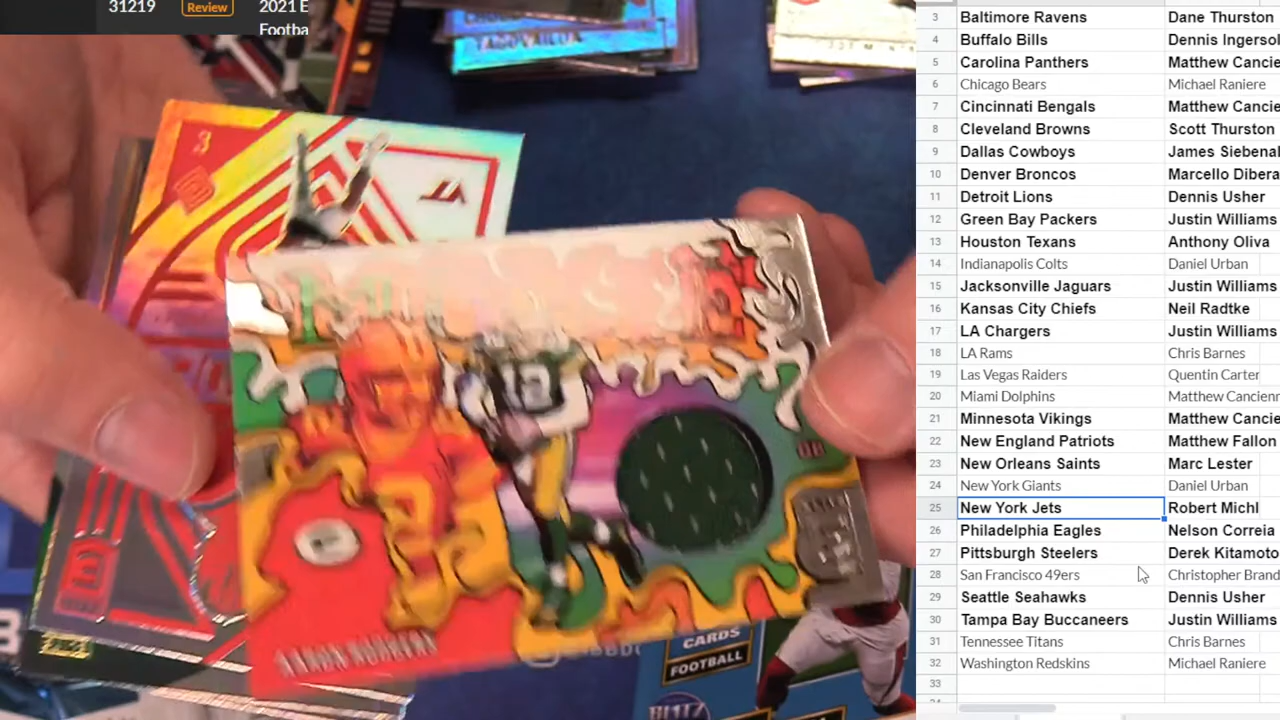 31219
Review
2021 E
Footba
TAGOVAILOA
3
12
QB
AARON RODGERS
CARDS
FOOTBALL
BLITZ
3 Baltimore Ravens Dane Thurston
4 Buffalo Bills Dennis Ingersol
5 Carolina Panthers Matthew Cancie
6 Chicago Bears Michael Raniere
7 Cincinnati Bengals Matthew Cancie
8 Cleveland Browns Scott Thurston
9 Dallas Cowboys James Siebenal
10 Denver Broncos Marcello Dibera
11 Detroit Lions Dennis Usher
12 Green Bay Packers Justin Williams
13 Houston Texans Anthony Oliva
14 Indianapolis Colts Daniel Urban
15 Jacksonville Jaguars Justin Williams
16 Kansas City Chiefs Neil Radtke
17 LA Chargers Justin Williams
18 LA Rams Chris Barnes
19 Las Vegas Raiders Quentin Carter
20 Miami Dolphins Matthew Cancienn
21 Minnesota Vikings Matthew Cancie
22 New England Patriots Matthew Fallon
23 New Orleans Saints Marc Lester
24 New York Giants Daniel Urban
25 New York Jets Robert Michl
26 Philadelphia Eagles Nelson Correia
27 Pittsburgh Steelers Derek Kitamoto
28 San Francisco 49ers Christopher Brand
29 Seattle Seahawks Dennis Usher
30 Tampa Bay Buccaneers Justin Williams
31 Tennessee Titans Chris Barnes
32 Washington Redskins Michael Raniere
33